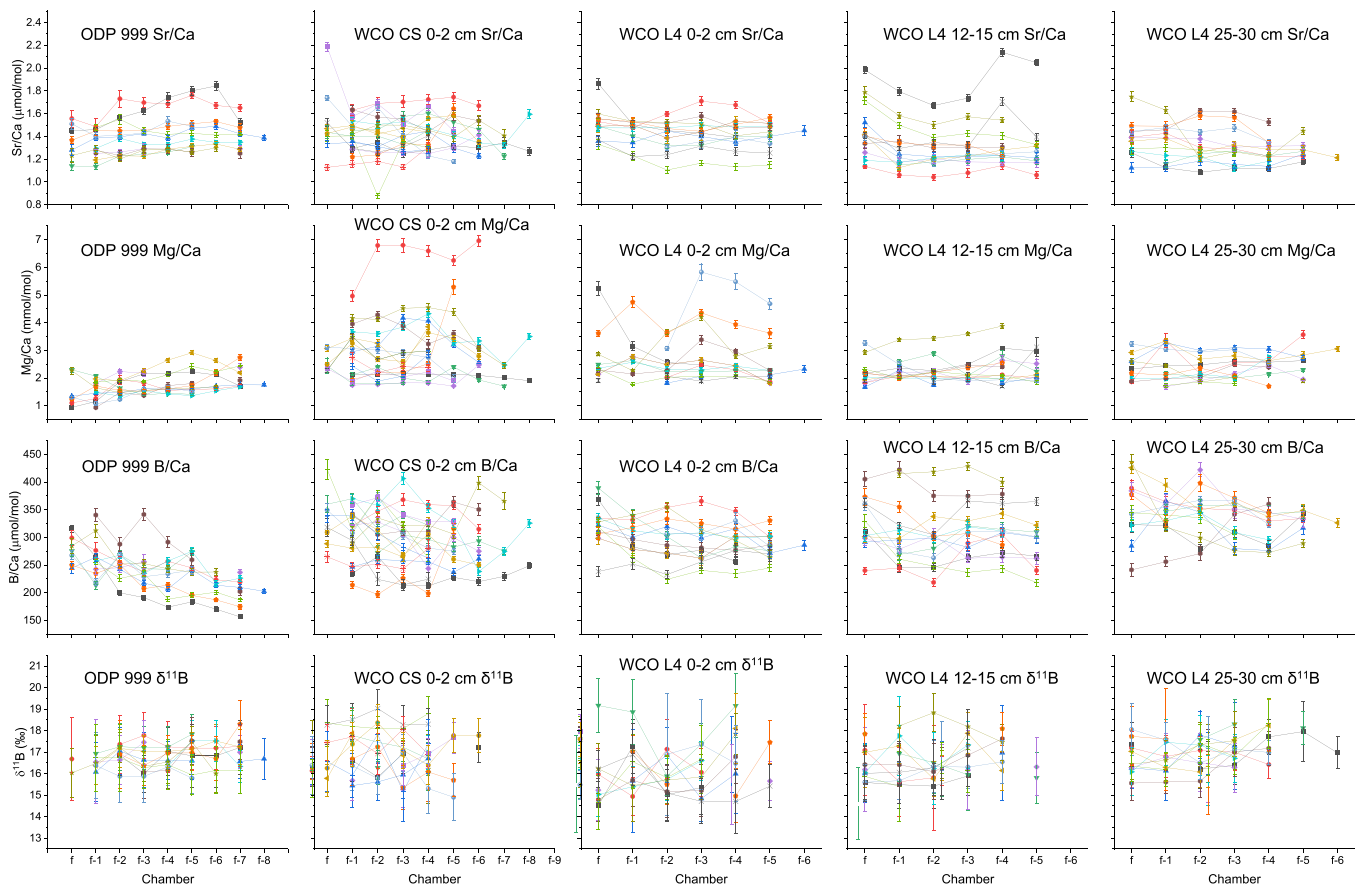 ODP 999 Sr/Ca
WCO CS 0-2 cm Sr/Ca
WCO L4 0-2 cm Sr/Ca
WCO L4 12-15 cm Sr/Ca
WCO L4 25-30 cm Sr/Ca
Sr/Ca (μmol/mol)
2.4
2.2
2.0
1.8
1.6
1.4
1.2
1.0
0.8
ODP 999 Mg/Ca
WCO CS 0-2 cm Mg/Ca
WCO L4 0-2 cm Mg/Ca
WCO L4 12-15 cm Mg/Ca
WCO L4 25-30 cm Mg/Ca
Mg/Ca (mmol/mol)
7
6
5
4
3
2
1
ODP 999 B/Ca
WCO CS 0-2 cm B/Ca
WCO L4 0-2 cm B/Ca
WCO L4 12-15 cm B/Ca
WCO L4 25-30 cm B/Ca
B/Ca (μmol/mol)
450
400
350
300
250
200
150
ODP 999 δ¹¹B
WCO CS 0-2 cm δ¹¹B
WCO L4 0-2 cm δ¹¹B
WCO L4 12-15 cm δ¹¹B
WCO L4 25-30 cm δ¹¹B
δ¹¹B (‰)
21
20
19
18
17
16
15
14
13
f f-1 f-2 f-3 f-4 f-5 f-6 f-7 f-8
f f-1 f-2 f-3 f-4 f-5 f-6 f-7 f-8 f-9
f f-1 f-2 f-3 f-4 f-5 f-6
f f-1 f-2 f-3 f-4 f-5 f-6
f f-1 f-2 f-3 f-4 f-5 f-6
Chamber
Chamber
Chamber
Chamber
Chamber